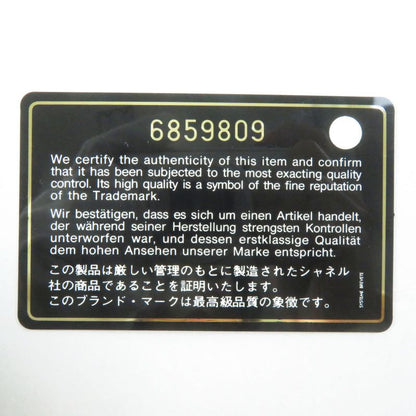 6859809
We certify the authenticity of this item and confirm
that it has been subjected to the most exacting quality
control. Its high quality is a symbol of the fine reputation
of the Trademark.
Wir bestätigen, dass es sich um einen Artikel handelt,
der während seiner Herstellung strengsten Kontrollen
unterworfen war, und dessen erstklassige Qualität
dem hohen Ansehen unserer Marke entspricht.
この製品は厳しい管理のもとに製造されたシャネル
社の商品であることを証明いたします。
このブランド・マークは最高級品質の象徴です。